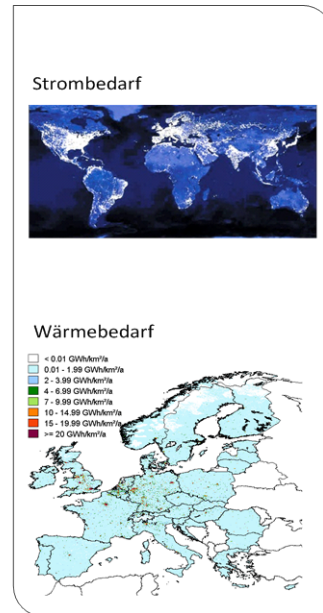 Strombedarf
Wärmebedarf
< 0.01 GWh/km²/a
0.01 - 1.99 GWh/km²/a
2 - 3.99 GWh/km²/a
4 - 6.99 GWh/km²/a
7 - 9.99 GWh/km²/a
10 - 14.99 GWh/km²/a
15 - 19.99 GWh/km²/a
>= 20 GWh/km²/a